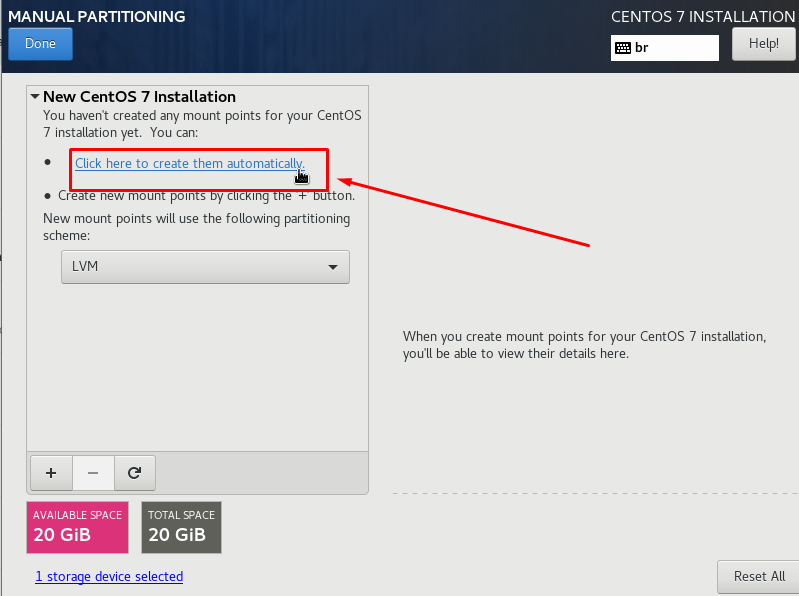 MANUAL PARTITIONING
CENTOS 7 INSTALLATION
Done
br
Help!
New CentOS 7 Installation
You haven't created any mount points for your CentOS
7 installation yet.  You can:
• Click here to create them automatically.
• Create new mount points by clicking the '+' button.
New mount points will use the following partitioning
scheme:
LVM
When you create mount points for your CentOS 7 installation,
you'll be able to view their details here.
+ −
AVAILABLE SPACE
20 GiB
TOTAL SPACE
20 GiB
1 storage device selected
Reset All